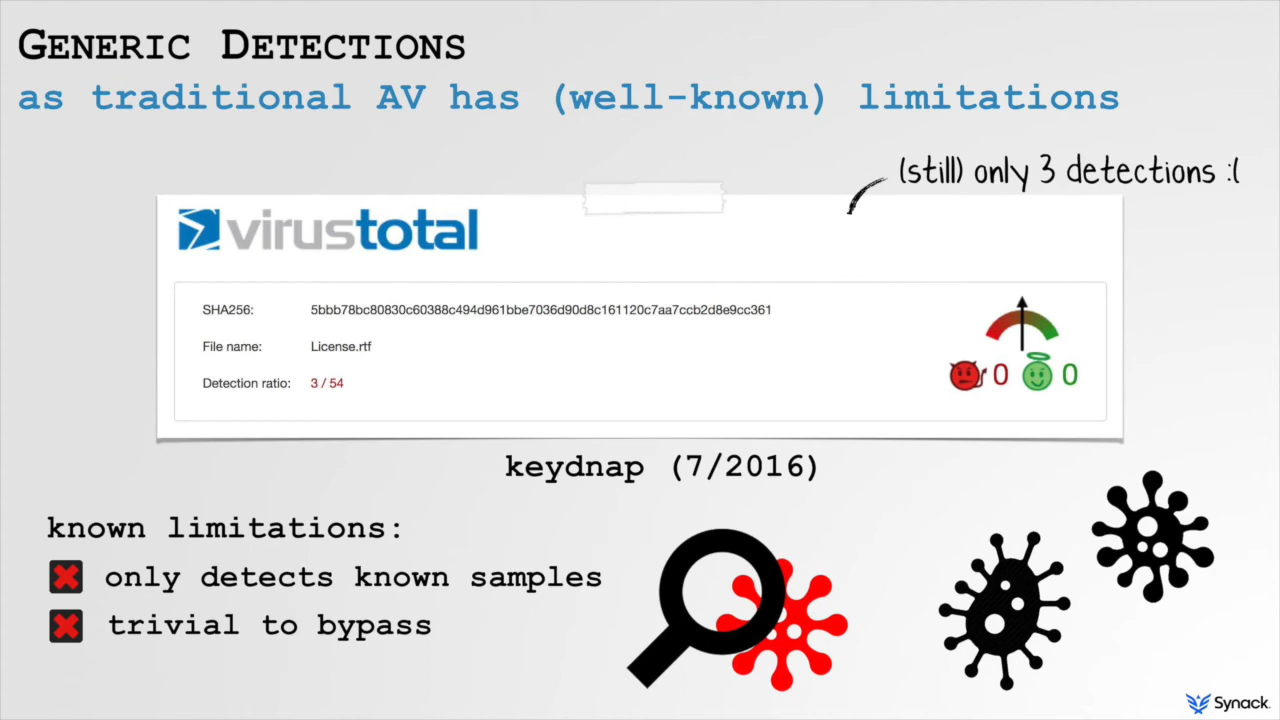 GENERIC DETECTIONS
as traditional AV has (well-known) limitations
(still) only 3 detections :(
virustotal
SHA256: 5bbb78bc80830c60388c494d961bbe7036d90d8c161120c7aa7ccb2d8e9cc361
File name: License.rtf
Detection ratio: 3 / 54
0 0
keydnap (7/2016)
known limitations:
only detects known samples
trivial to bypass
Synack.